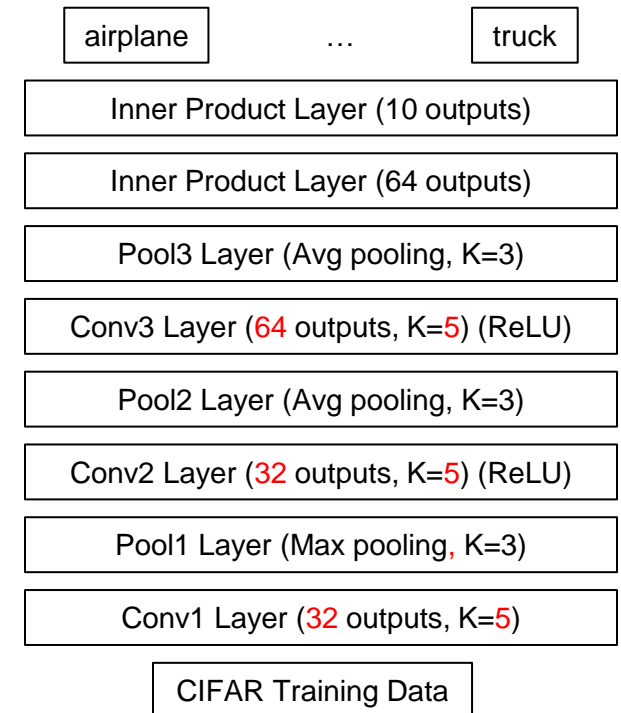 airplane … truck
Inner Product Layer (10 outputs)
Inner Product Layer (64 outputs)
Pool3 Layer (Avg pooling, K=3)
Conv3 Layer (64 outputs, K=5) (ReLU)
Pool2 Layer (Avg pooling, K=3)
Conv2 Layer (32 outputs, K=5) (ReLU)
Pool1 Layer (Max pooling, K=3)
Conv1 Layer (32 outputs, K=5)
CIFAR Training Data